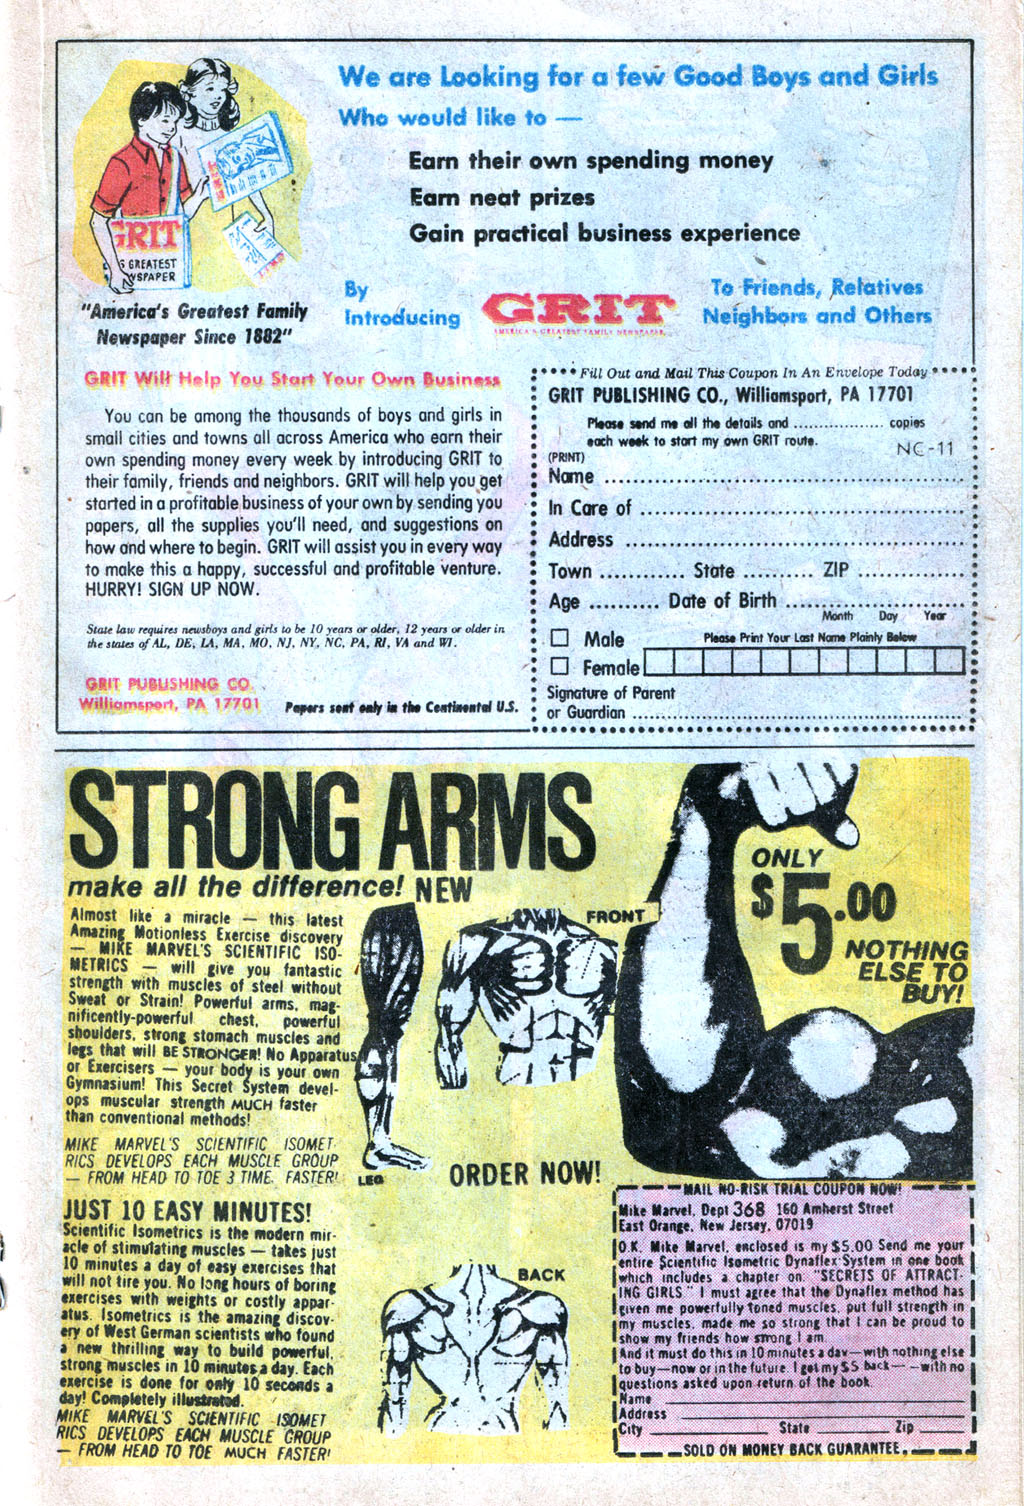 We are Looking for a few Good Boys and Girls
Who would like to —
Earn their own spending money
Earn neat prizes
Gain practical business experience
GRIT
GRIT
GREATEST
SPAPER
"America's Greatest Family
Newspaper Since 1882"
By
Introducing
GRIT
AMERICA'S GREATEST FAMILY NEWSPAPER
To Friends, Relatives
Neighbors and Others
GRIT Will Help You Start Your Own Business
You can be among the thousands of boys and girls in
small cities and towns all across America who earn their
own spending money every week by introducing GRIT to
their family, friends and neighbors. GRIT will help you get
started in a profitable business of your own by sending you
papers, all the supplies you'll need, and suggestions on
how and where to begin. GRIT will assist you in every way
to make this a happy, successful and profitable venture.
HURRY! SIGN UP NOW.
State law requires newsboys and girls to be 10 years or older, 12 years or older in
the states of AL, DE, LA, MA, MO, NJ, NY, NC, PA, RI, VA and WI.
GRIT PUBLISHING CO.
Williamsport, PA 17701
Papers sent only in the Continental U.S.
Fill Out and Mail This Coupon In An Envelope Today
GRIT PUBLISHING CO., Williamsport, PA 17701
Please send me all the details and .................. copies
each week to start my own GRIT route.
NC-11
(PRINT)
Name
In Care of
Address
Town ............ State .......... ZIP
Age .......... Date of Birth
Month Day Year
Male
Please Print Your Last Name Plainly Below
Female
Signature of Parent
or Guardian
STRONG ARMS
make all the difference! NEW
Almost like a miracle — this latest
Amazing Motionless Exercise discovery
— MIKE MARVEL'S SCIENTIFIC ISO-
METRICS — will give you fantastic
strength with muscles of steel without
Sweat or Strain! Powerful arms, mag-
nificently-powerful chest, powerful
shoulders, strong stomach muscles and
legs that will BE STRONGER! No Apparatus
or Exercisers — your body is your own
Gymnasium! This Secret System devel-
ops muscular strength MUCH faster
than conventional methods!
MIKE MARVEL'S SCIENTIFIC ISOMET
RICS DEVELOPS EACH MUSCLE GROUP
— FROM HEAD TO TOE 3 TIME. FASTER!
JUST 10 EASY MINUTES!
Scientific Isometrics is the modern mir-
acle of stimulating muscles — takes just
10 minutes a day of easy exercises that
will not tire you. No long hours of boring
exercises with weights or costly appar-
atus. Isometrics is the amazing discov-
ery of West German scientists who found
a new thrilling way to build powerful,
strong muscles in 10 minutes a day. Each
exercise is done for only 10 seconds a
day! Completely illustrated.
MIKE MARVEL'S SCIENTIFIC ISOMET
RICS DEVELOPS EACH MUSCLE GROUP
— FROM HEAD TO TOE MUCH FASTER!
FRONT
LEG
ORDER NOW!
BACK
ONLY
$5.00
NOTHING
ELSE TO
BUY!
MAIL NO-RISK TRIAL COUPON NOW!
Mike Marvel, Dept 368 160 Amherst Street
East Orange, New Jersey, 07019
O.K. Mike Marvel, enclosed is my $5.00 Send me your
entire Scientific Isometric Dynaflex System in one book
which includes a chapter on "SECRETS OF ATTRACT-
ING GIRLS" I must agree that the Dynaflex method has
given me powerfully toned muscles, put full strength in
my muscles, made me so strong that I can be proud to
show my friends how strong I am.
And it must do this in 10 minutes a day—with nothing else
to buy—now or in the future. I get my $5 back— —with no
questions asked upon return of the book.
Name
Address
City State Zip
SOLD ON MONEY BACK GUARANTEE.